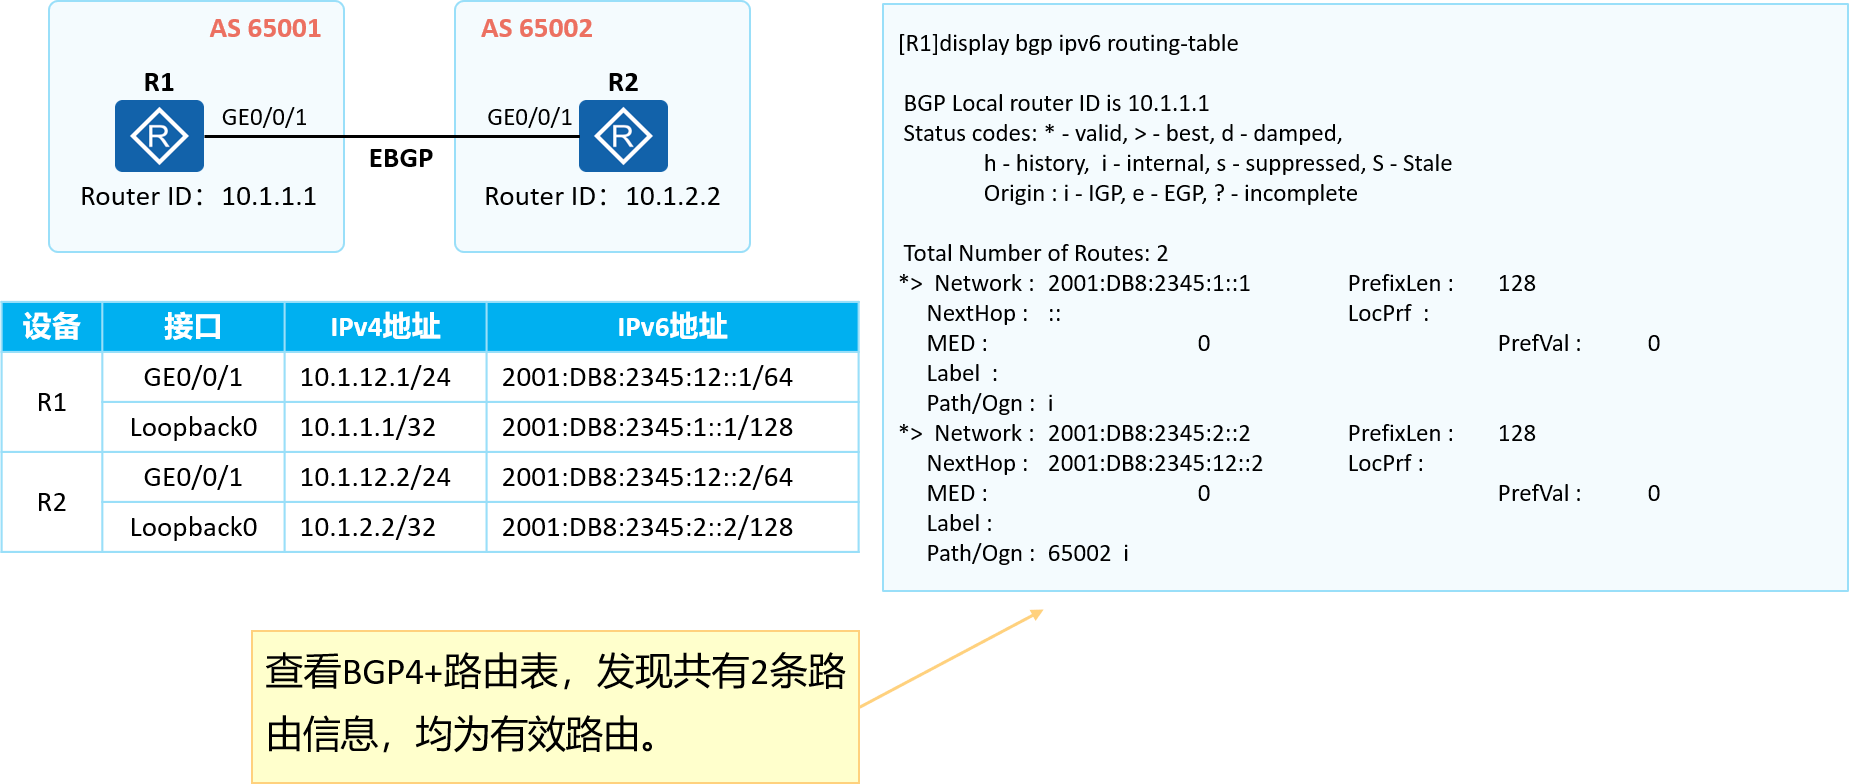 AS 65001
AS 65002
R1
R2
GE0/0/1
GE0/0/1
EBGP
Router ID：10.1.1.1
Router ID：10.1.2.2
设备 接口 IPv4地址 IPv6地址
R1
GE0/0/1 10.1.12.1/24 2001:DB8:2345:12::1/64
Loopback0 10.1.1.1/32 2001:DB8:2345:1::1/128
R2
GE0/0/1 10.1.12.2/24 2001:DB8:2345:12::2/64
Loopback0 10.1.2.2/32 2001:DB8:2345:2::2/128
[R1]display bgp ipv6 routing-table
BGP Local router ID is 10.1.1.1
Status codes: * - valid, > - best, d - damped,
h - history, i - internal, s - suppressed, S - Stale
Origin : i - IGP, e - EGP, ? - incomplete
Total Number of Routes: 2
*> Network : 2001:DB8:2345:1::1 PrefixLen : 128
NextHop : :: LocPrf :
MED : 0 PrefVal : 0
Label :
Path/Ogn : i
*> Network : 2001:DB8:2345:2::2 PrefixLen : 128
NextHop : 2001:DB8:2345:12::2 LocPrf :
MED : 0 PrefVal : 0
Label :
Path/Ogn : 65002 i
查看BGP4+路由表，发现共有2条路
由信息，均为有效路由。
R
R